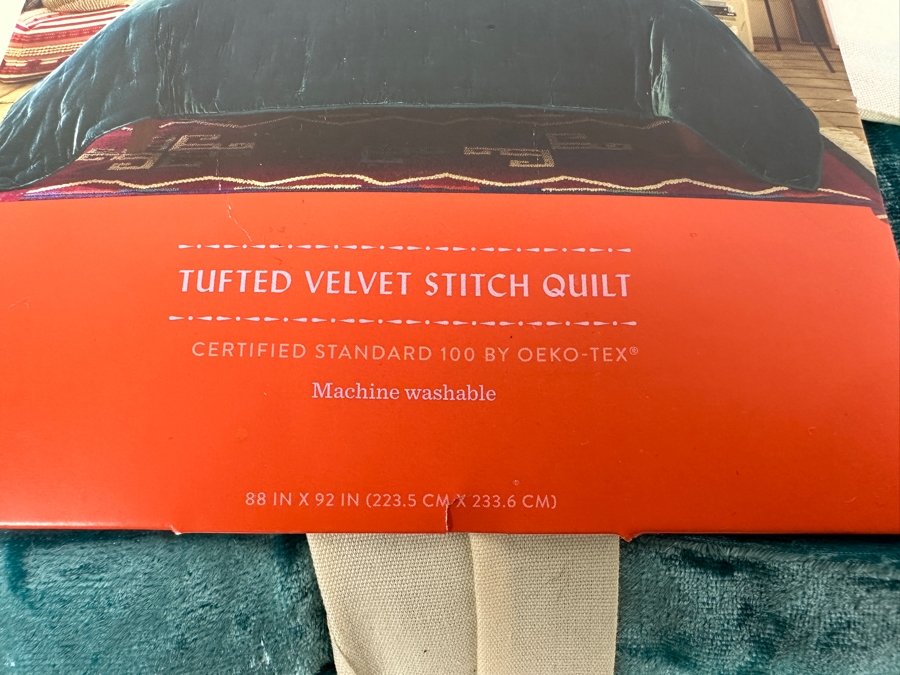 TUFTED VELVET STITCH QUILT
CERTIFIED STANDARD 100 BY OEKO-TEX®
Machine washable
88 IN X 92 IN (223.5 CM X 233.6 CM)